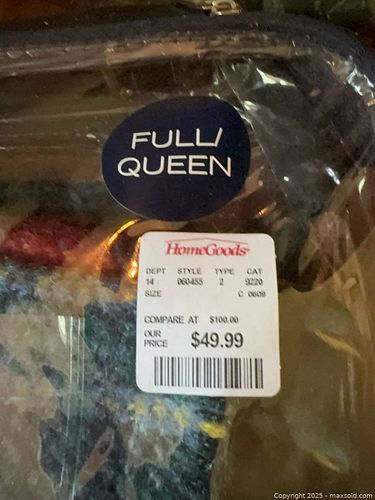 FULL/
QUEEN
HomeGoods
DEPT STYLE TYPE CAT
14 060455 2 9220
SIZE C 0609
COMPARE AT $100.00
OUR
PRICE $49.99
Copyright 2025 - maxsold.com